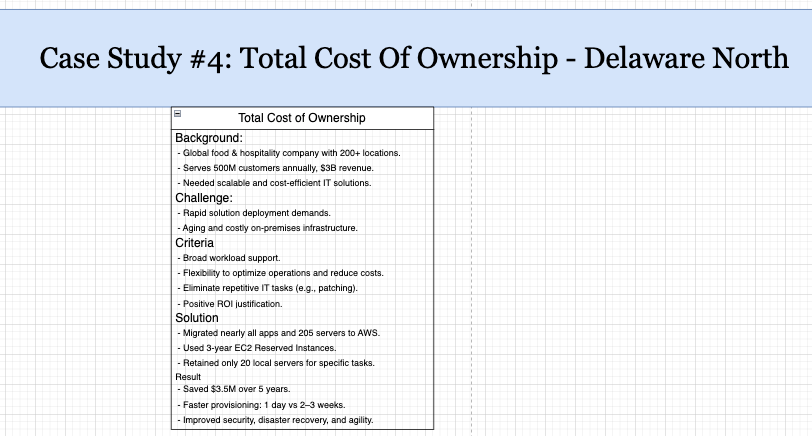 Case Study #4: Total Cost Of Ownership - Delaware North
Total Cost of Ownership
Background:
- Global food & hospitality company with 200+ locations.
- Serves 500M customers annually, $3B revenue.
- Needed scalable and cost-efficient IT solutions.
Challenge:
- Rapid solution deployment demands.
- Aging and costly on-premises infrastructure.
Criteria
- Broad workload support.
- Flexibility to optimize operations and reduce costs.
- Eliminate repetitive IT tasks (e.g., patching).
- Positive ROI justification.
Solution
- Migrated nearly all apps and 205 servers to AWS.
- Used 3-year EC2 Reserved Instances.
- Retained only 20 local servers for specific tasks.
Result
- Saved $3.5M over 5 years.
- Faster provisioning: 1 day vs 2–3 weeks.
- Improved security, disaster recovery, and agility.